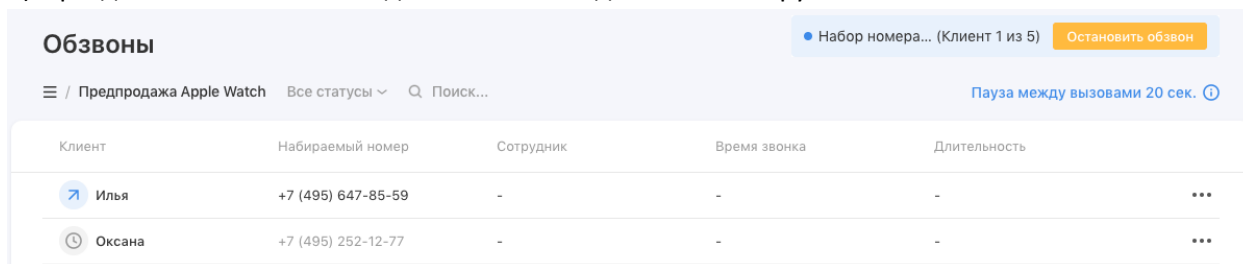 Обзвоны
Набор номера... (Клиент 1 из 5) Остановить обзвон
/ Предпродажа Apple Watch Все статусы Поиск...
Пауза между вызовами 20 сек.
Клиент Набираемый номер Сотрудник Время звонка Длительность
Илья +7 (495) 647-85-59 - - -
Оксана +7 (495) 252-12-77 - - -